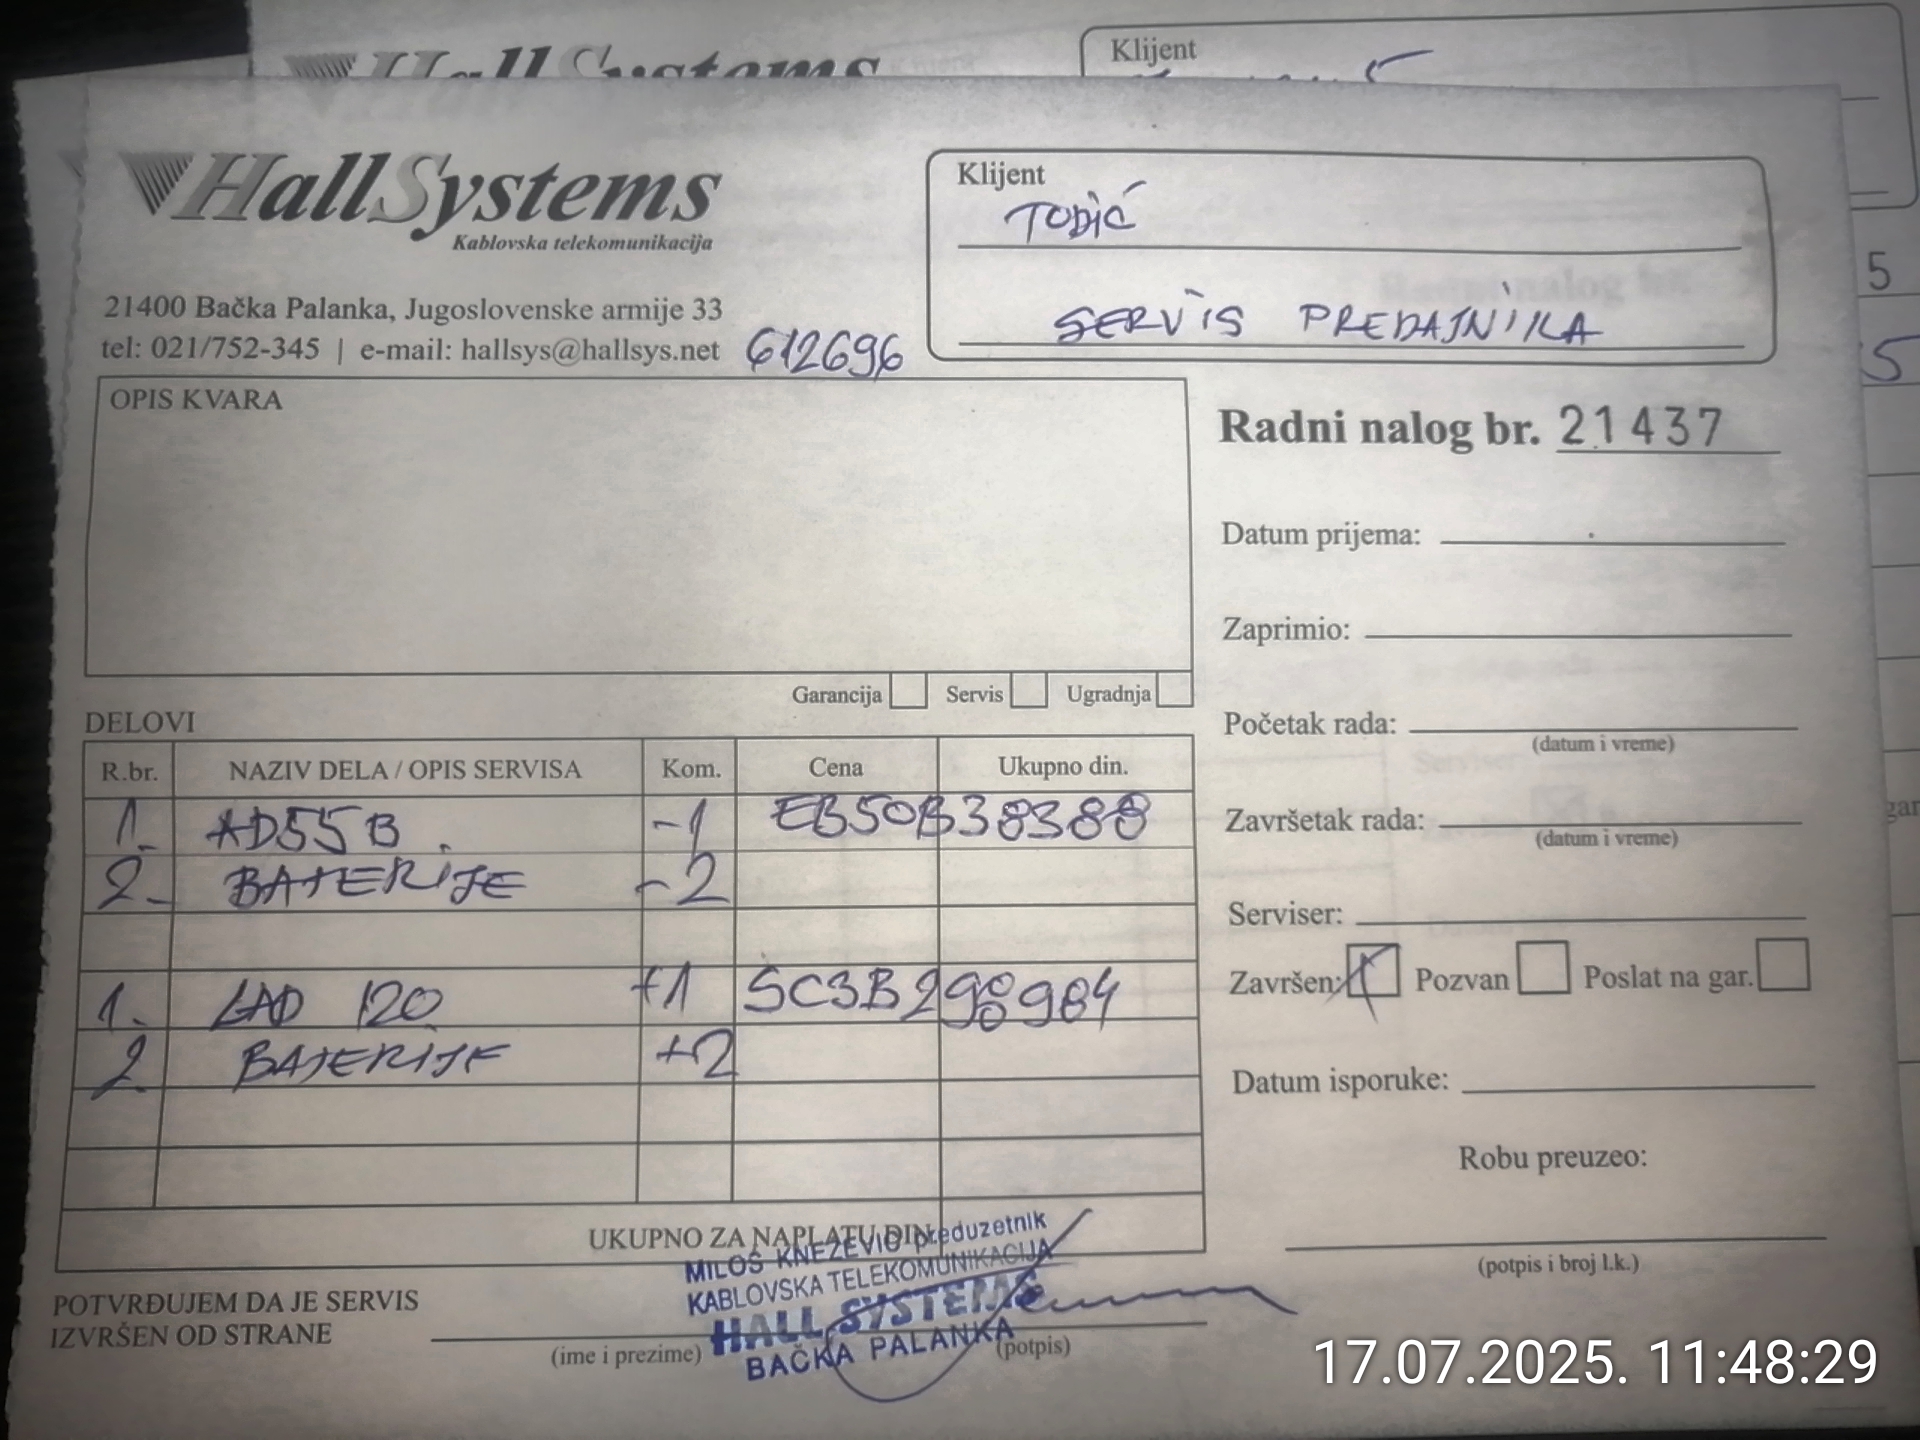 HallSystems
Klijent
5
5
HallSystems
Kablovska telekomunikacija
21400 Bačka Palanka, Jugoslovenske armije 33
tel: 021/752-345 | e-mail: hallsys@hallsys.net 612696
Klijent
TODIĆ
SERVIS PREDAJNIKA
OPIS KVARA
Garancija Servis Ugradnja
Radni nalog br. 21437
Datum prijema:
Zaprimio:
Početak rada:
(datum i vreme)
Završetak rada:
(datum i vreme)
Serviser:
Završen: Pozvan Poslat na gar.
Datum isporuke:
Robu preuzeo:
(potpis i broj l.k.)
DELOVI
R.br. NAZIV DELA / OPIS SERVISA Kom. Cena Ukupno din.
1. AD55B -1 EB50B38388
2. BATERIJE -2
1. LAD 120 +1 SC3B298984
2 BATERIJE +2
UKUPNO ZA NAPLATU DIN.
MILOŠ KNEŽEVIĆ preduzetnik
KABLOVSKA TELEKOMUNIKACIJA
HALL SYSTEMS
BAČKA PALANKA
POTVRĐUJEM DA JE SERVIS
IZVRŠEN OD STRANE
(ime i prezime) (potpis)
17.07.2025. 11:48:29